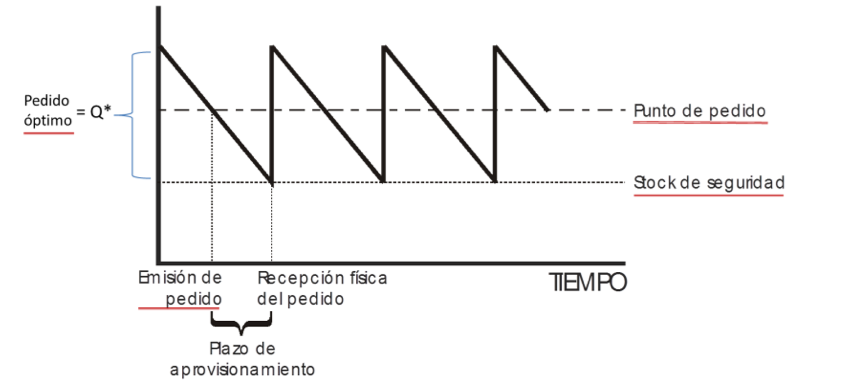 Pedido
óptimo = Q*
Punto de pedido
Stock de seguridad
Emisión de
pedido
Recepción física
del pedido
TIEMPO
Plazo de
aprovisionamiento